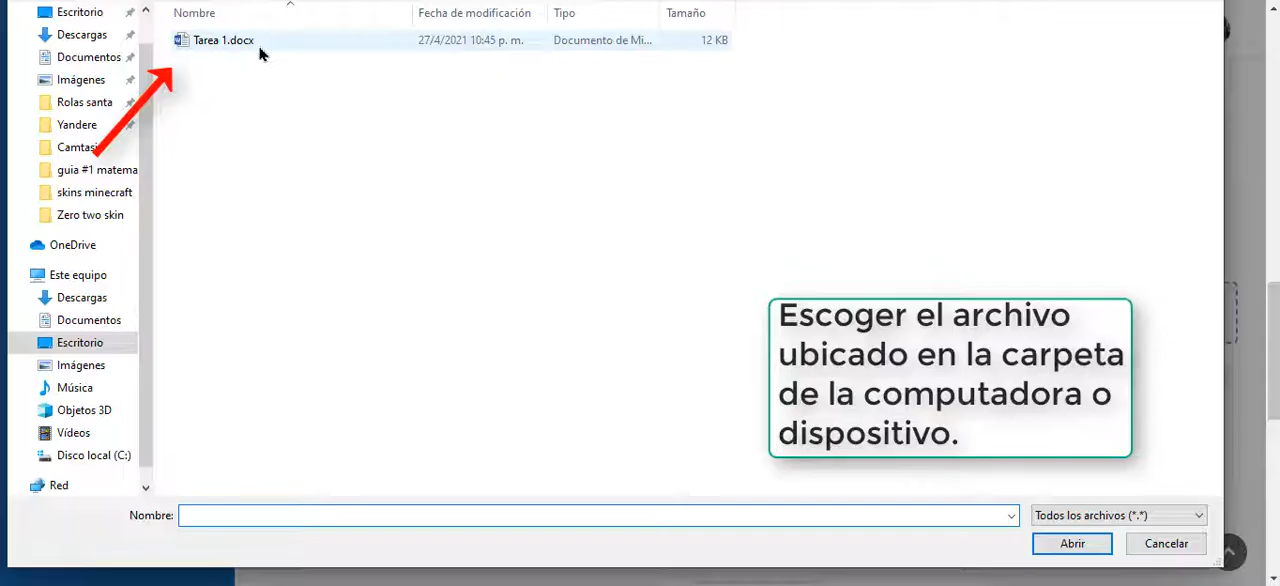 Escritorio
Nombre
Fecha de modificación
Tipo
Tamaño
Descargas
Tarea 1.docx
27/4/2021 10:45 p. m.
Documento de Mi...
12 KB
Documentos
Imágenes
Rolas santa
Yandere
Camtasi
guia #1 matema
skins minecraft
Zero two skin
OneDrive
Este equipo
Descargas
Documentos
Escritorio
Imágenes
Música
Objetos 3D
Vídeos
Disco local (C:)
Red
Escoger el archivo
ubicado en la carpeta
de la computadora o
dispositivo.
Nombre:
Todos los archivos (*.*)
Abrir
Cancelar